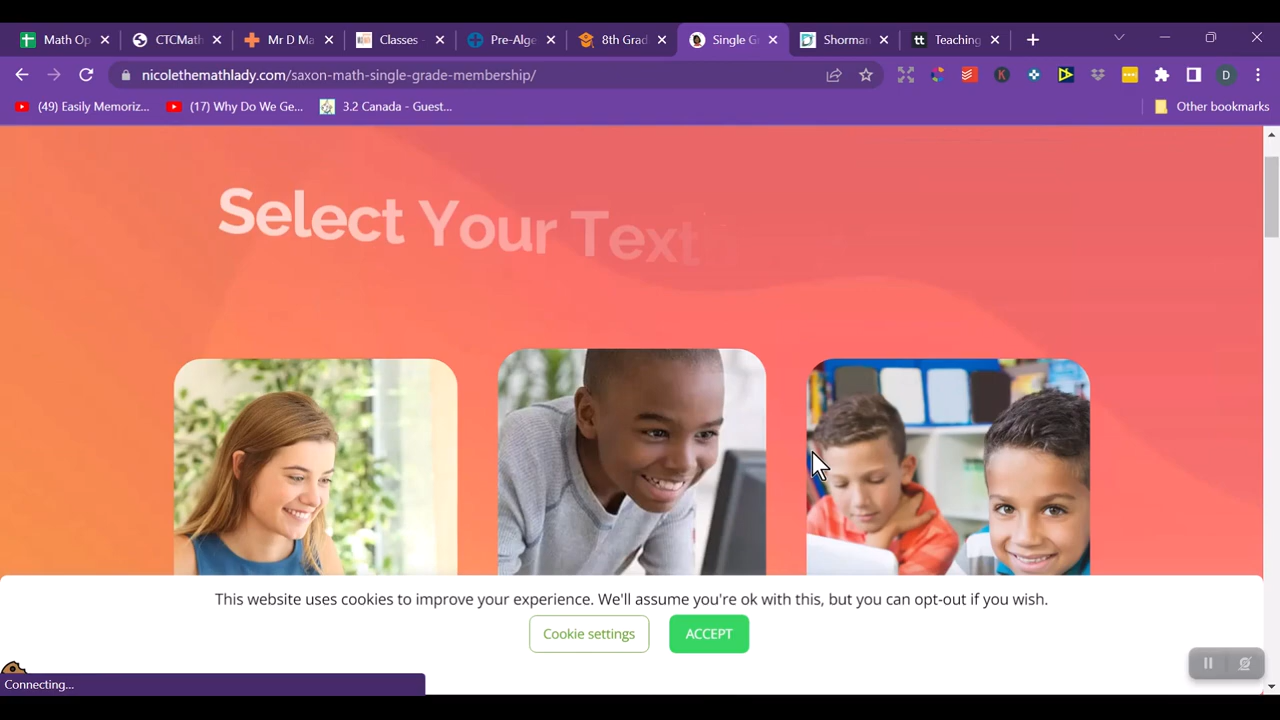 Math Op
CTCMath
Mr D Ma
Classes -
Pre-Alge
8th Grad
Single G
Shorman
Teaching
nicolethemathlady.com/saxon-math-single-grade-membership/
D
(49) Easily Memoriz...
(17) Why Do We Ge...
3.2 Canada - Guest...
Other bookmarks
Select Your Text
This website uses cookies to improve your experience. We'll assume you're ok with this, but you can opt-out if you wish.
Cookie settings
ACCEPT
Connecting...